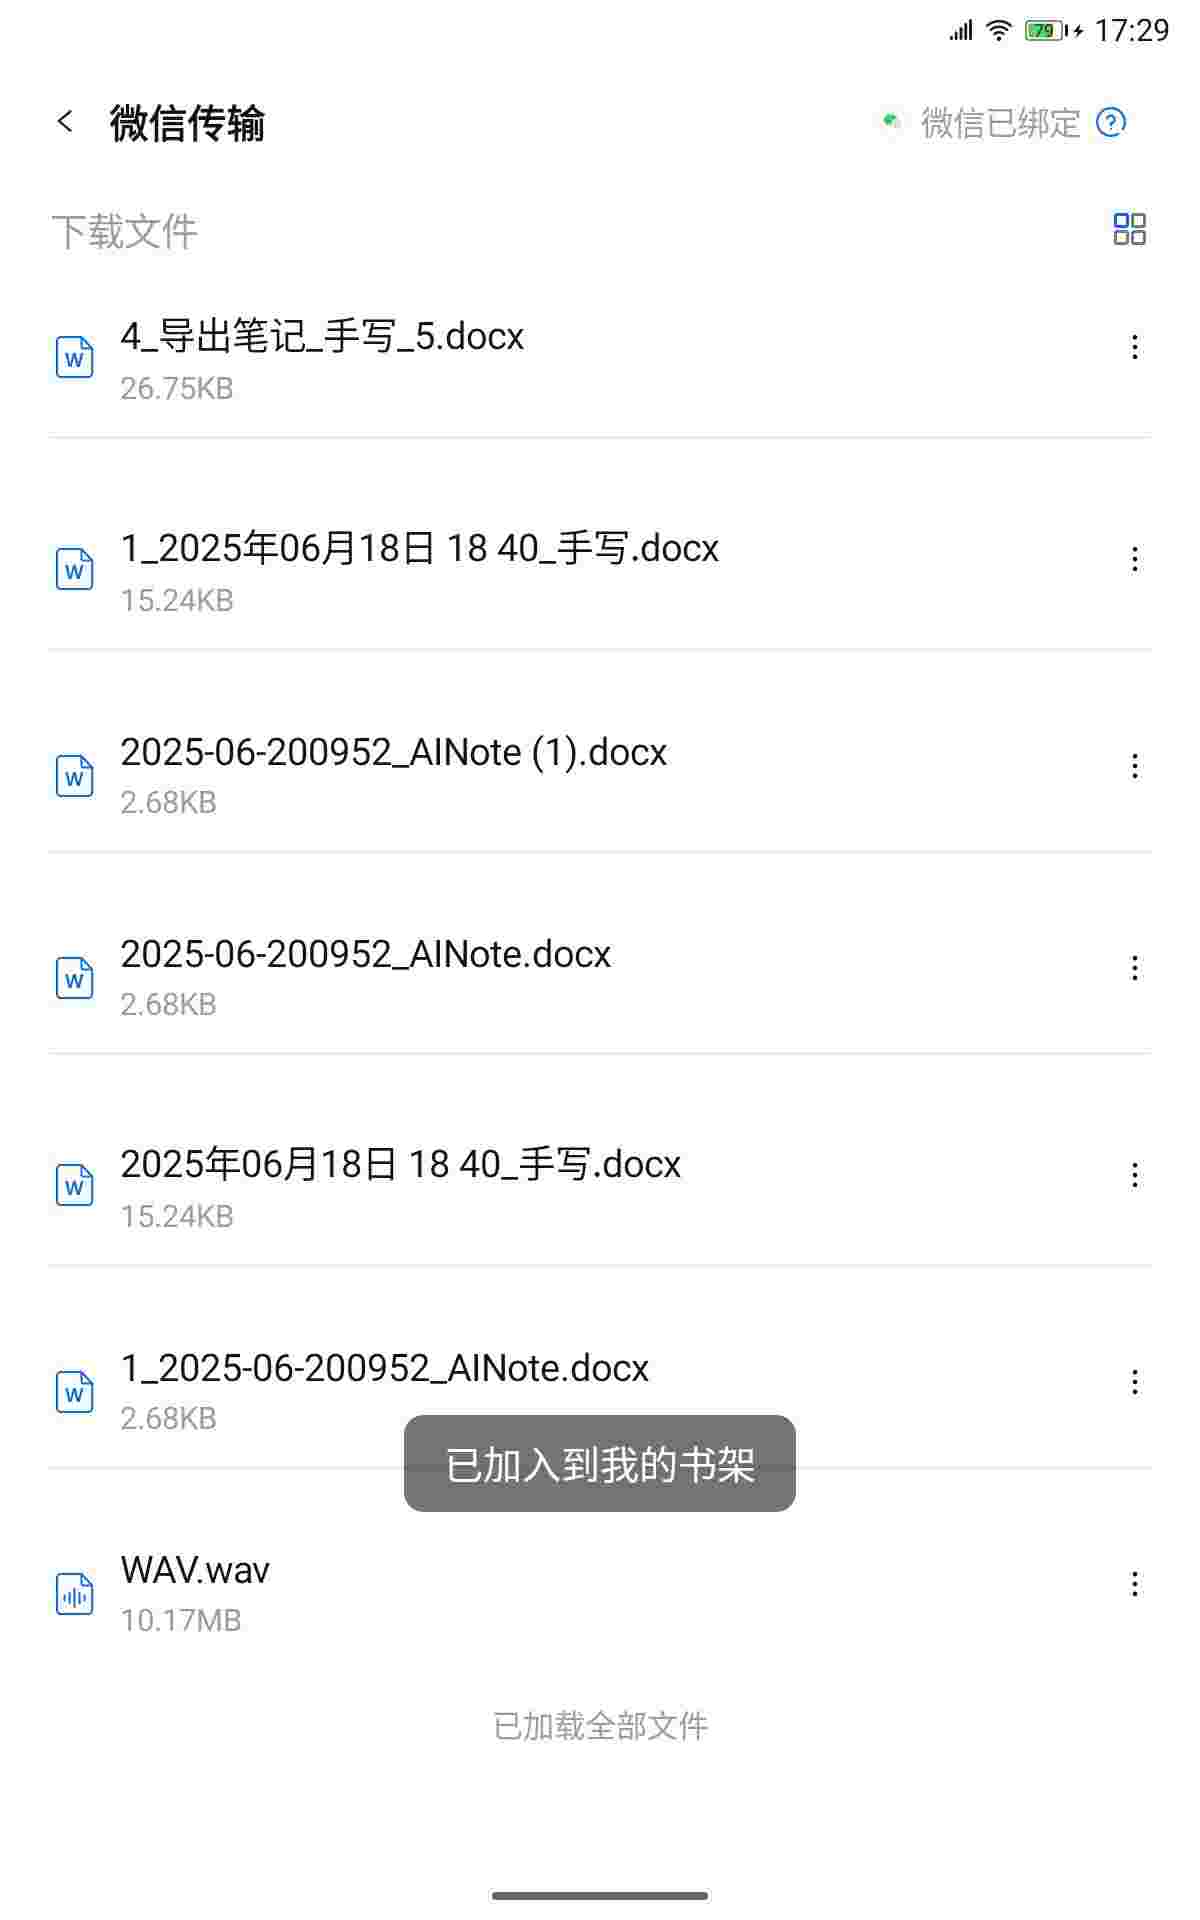 79 17:29
微信传输
微信已绑定
下载文件
4_导出笔记_手写_5.docx
26.75KB
1_2025年06月18日 18 40_手写.docx
15.24KB
2025-06-200952_AINote (1).docx
2.68KB
2025-06-200952_AINote.docx
2.68KB
2025年06月18日 18 40_手写.docx
15.24KB
1_2025-06-200952_AINote.docx
2.68KB
已加入到我的书架
WAV.wav
10.17MB
已加载全部文件